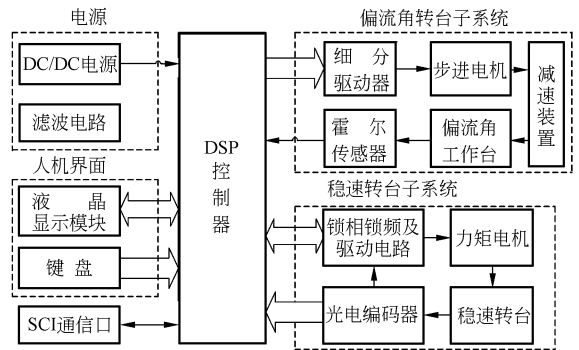 电源
DC/DC电源
滤波电路
人机界面
液晶
显示模块
键盘
SCI通信口
DSP
控
制
器
偏流角转台子系统
细分
驱动器
步进电机
减
速
装
置
霍尔
传感器
偏流角
工作台
稳速转台子系统
锁相锁频及
驱动电路
力矩电机
光电编码器
稳速转台